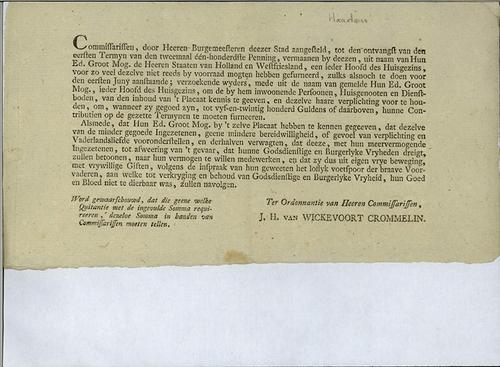 Haarlem
Commissarissen, door Heeren Burgemeesteren deezer Stad aangesteld, tot den ontvangst van den
eersten Termyn van den tweemaal één-honderdste Penning, vermaanen by deezen, uit naam van Hun
Ed. Groot Mog. de Heeren Staaten van Holland en Westfriesland, een ieder Hoofd des Huisgezins,
voor zo veel dezelve niet reeds by voorraad mogten hebben gefurneerd, zulks alsnoch te doen voor
den eersten Juny aanstaande; verzoekende wyders, mede uit de naam van gemelde Hun Ed. Groot
Mog., ieder Hoofd des Huisgezins, om de by hem inwoonende Persoonen, Huisgenooten en Dienst-
boden, van den inhoud van 't Placaat kennis te geeven, en dezelve haare verplichting voor te hou-
den, om, wanneer zy gegoed zyn, tot vyf-en-twintig honderd Guldens of daarboven, hunne Con-
tributien op de gezette Termynen te moeten furneeren.
Alsmede, dat Hun Ed. Groot Mog. by 't zelve Placaat hebben te kennen gegeeven, dat dezelve
van de minder gegoede Ingezetenen, geene mindere bereidwilligheid, of gevoel van verplichting en
Vaderlandsliefde vooronderstellen, en derhalven verwagten, dat deeze, met hun meervermogende
Ingezetenen, tot afweering van 't gevaar, dat hunne Godsdienstige en Burgerlyke Vryheden dreigt,
zullen betoonen, naar hun vermogen te willen medewerken, en dat zy dus uit eigen vrye beweging,
met vrywillige Giften, volgens de inspraak van hun geweeten het loflyk voetspoor der braave Voor-
vaderen, aan welke tot verkryging en behoud van Godsdienstige en Burgerlyke Vryheid, hun Goed
en Bloed niet te dierbaar was, zullen navolgen.
Word gewaarschouwd, dat die geene welke
Quitantie met de ingevulde Somma requi-
reeren, dezelve Somma in handen van
Commissarissen moeten tellen.
Ter Ordonnantie van Heeren Commissarissen,
J. H. VAN WICKEVOORT CROMMELIN.